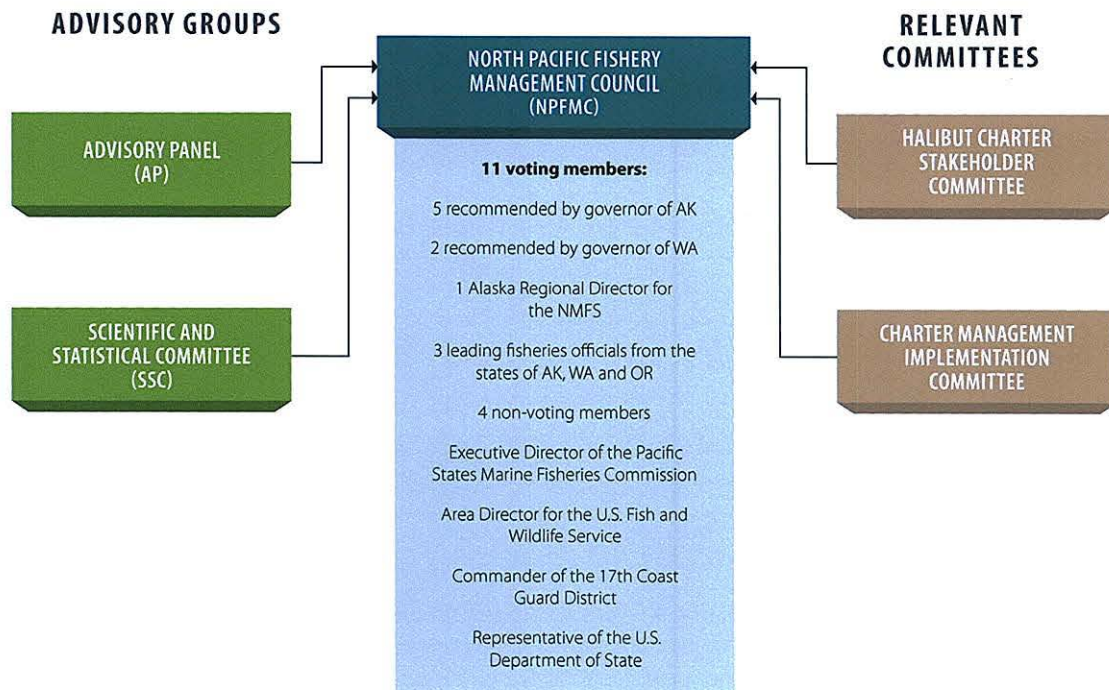 ADVISORY GROUPS
ADVISORY PANEL
(AP)
SCIENTIFIC AND
STATISTICAL COMMITTEE
(SSC)
NORTH PACIFIC FISHERY
MANAGEMENT COUNCIL
(NPFMC)
11 voting members:
5 recommended by governor of AK
2 recommended by governor of WA
1 Alaska Regional Director for
the NMFS
3 leading fisheries officials from the
states of AK, WA and OR
4 non-voting members
Executive Director of the Pacific
States Marine Fisheries Commission
Area Director for the U.S. Fish and
Wildlife Service
Commander of the 17th Coast
Guard District
Representative of the U.S.
Department of State
RELEVANT
COMMITTEES
HALIBUT CHARTER
STAKEHOLDER
COMMITTEE
CHARTER MANAGEMENT
IMPLEMENTATION
COMMITTEE